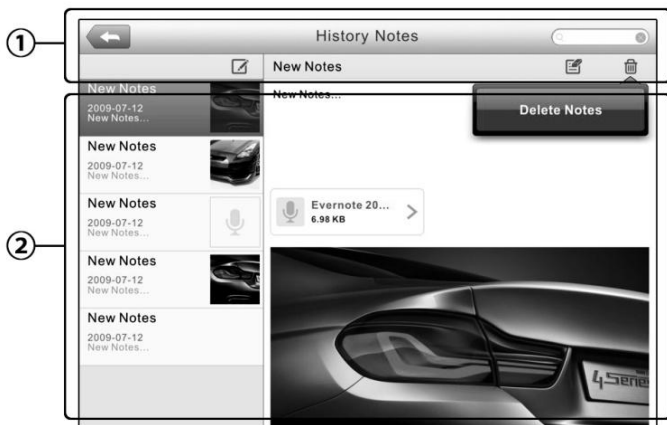 ①
History Notes
New Notes
New Notes
2009-07-12
New Notes...
New Notes...
Delete Notes
New Notes
2009-07-12
New Notes...
②
New Notes
2009-07-12
New Notes...
Evernote 20...
6.98 KB
New Notes
2009-07-12
New Notes...
New Notes
2009-07-12
New Notes...